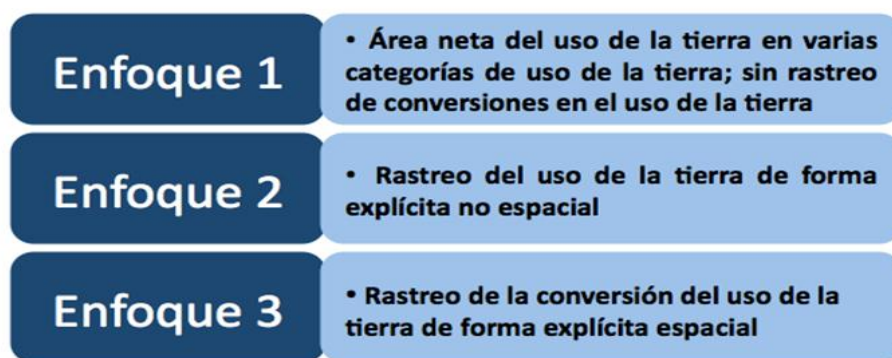 Enfoque 1
• Área neta del uso de la tierra en varias
categorías de uso de la tierra; sin rastreo
de conversiones en el uso de la tierra
Enfoque 2
• Rastreo del uso de la tierra de forma
explícita no espacial
Enfoque 3
• Rastreo de la conversión del uso de la
tierra de forma explícita espacial